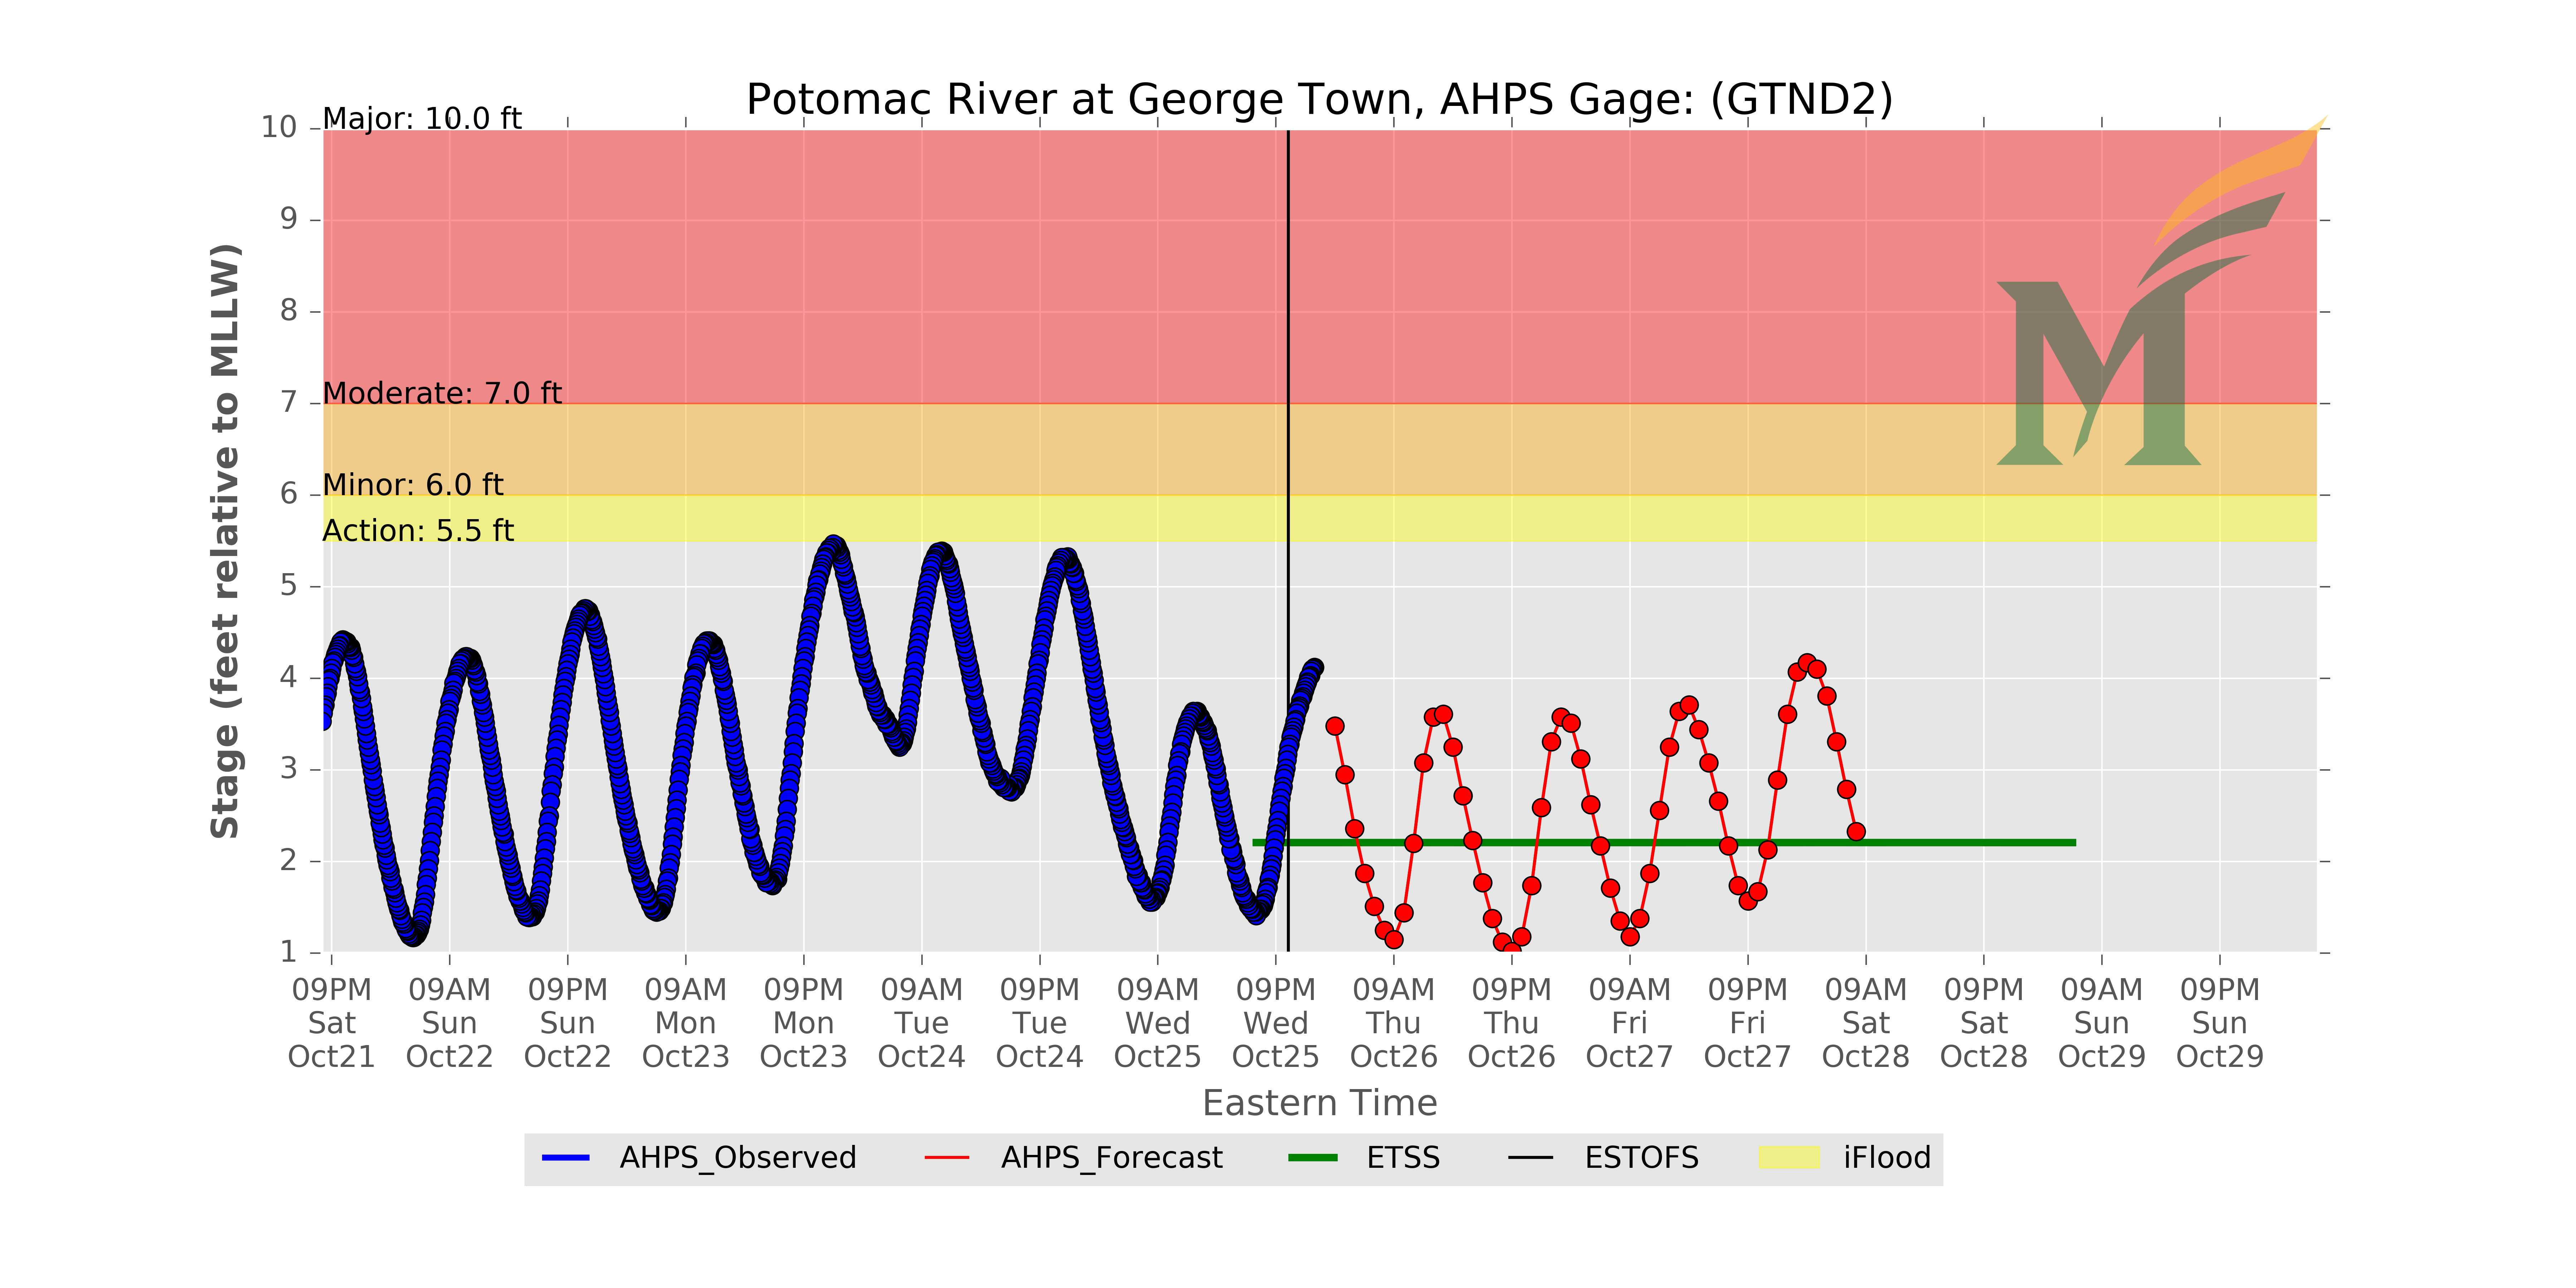 Potomac River at George Town, AHPS Gage: (GTND2)
Stage (feet relative to MLLW)
10
9
8
7
6
5
4
3
2
1
Major: 10.0 ft
Moderate: 7.0 ft
Minor: 6.0 ft
Action: 5.5 ft
M
09PM 09AM 09PM 09AM 09PM 09AM 09PM 09AM 09PM 09AM 09PM 09AM 09PM 09AM 09PM 09AM 09PM
Sat Sun Sun Mon Mon Tue Tue Wed Wed Thu Thu Fri Fri Sat Sat Sun Sun
Oct21 Oct22 Oct22 Oct23 Oct23 Oct24 Oct24 Oct25 Oct25 Oct26 Oct26 Oct27 Oct27 Oct28 Oct28 Oct29 Oct29
Eastern Time
AHPS_Observed AHPS_Forecast ETSS ESTOFS iFlood